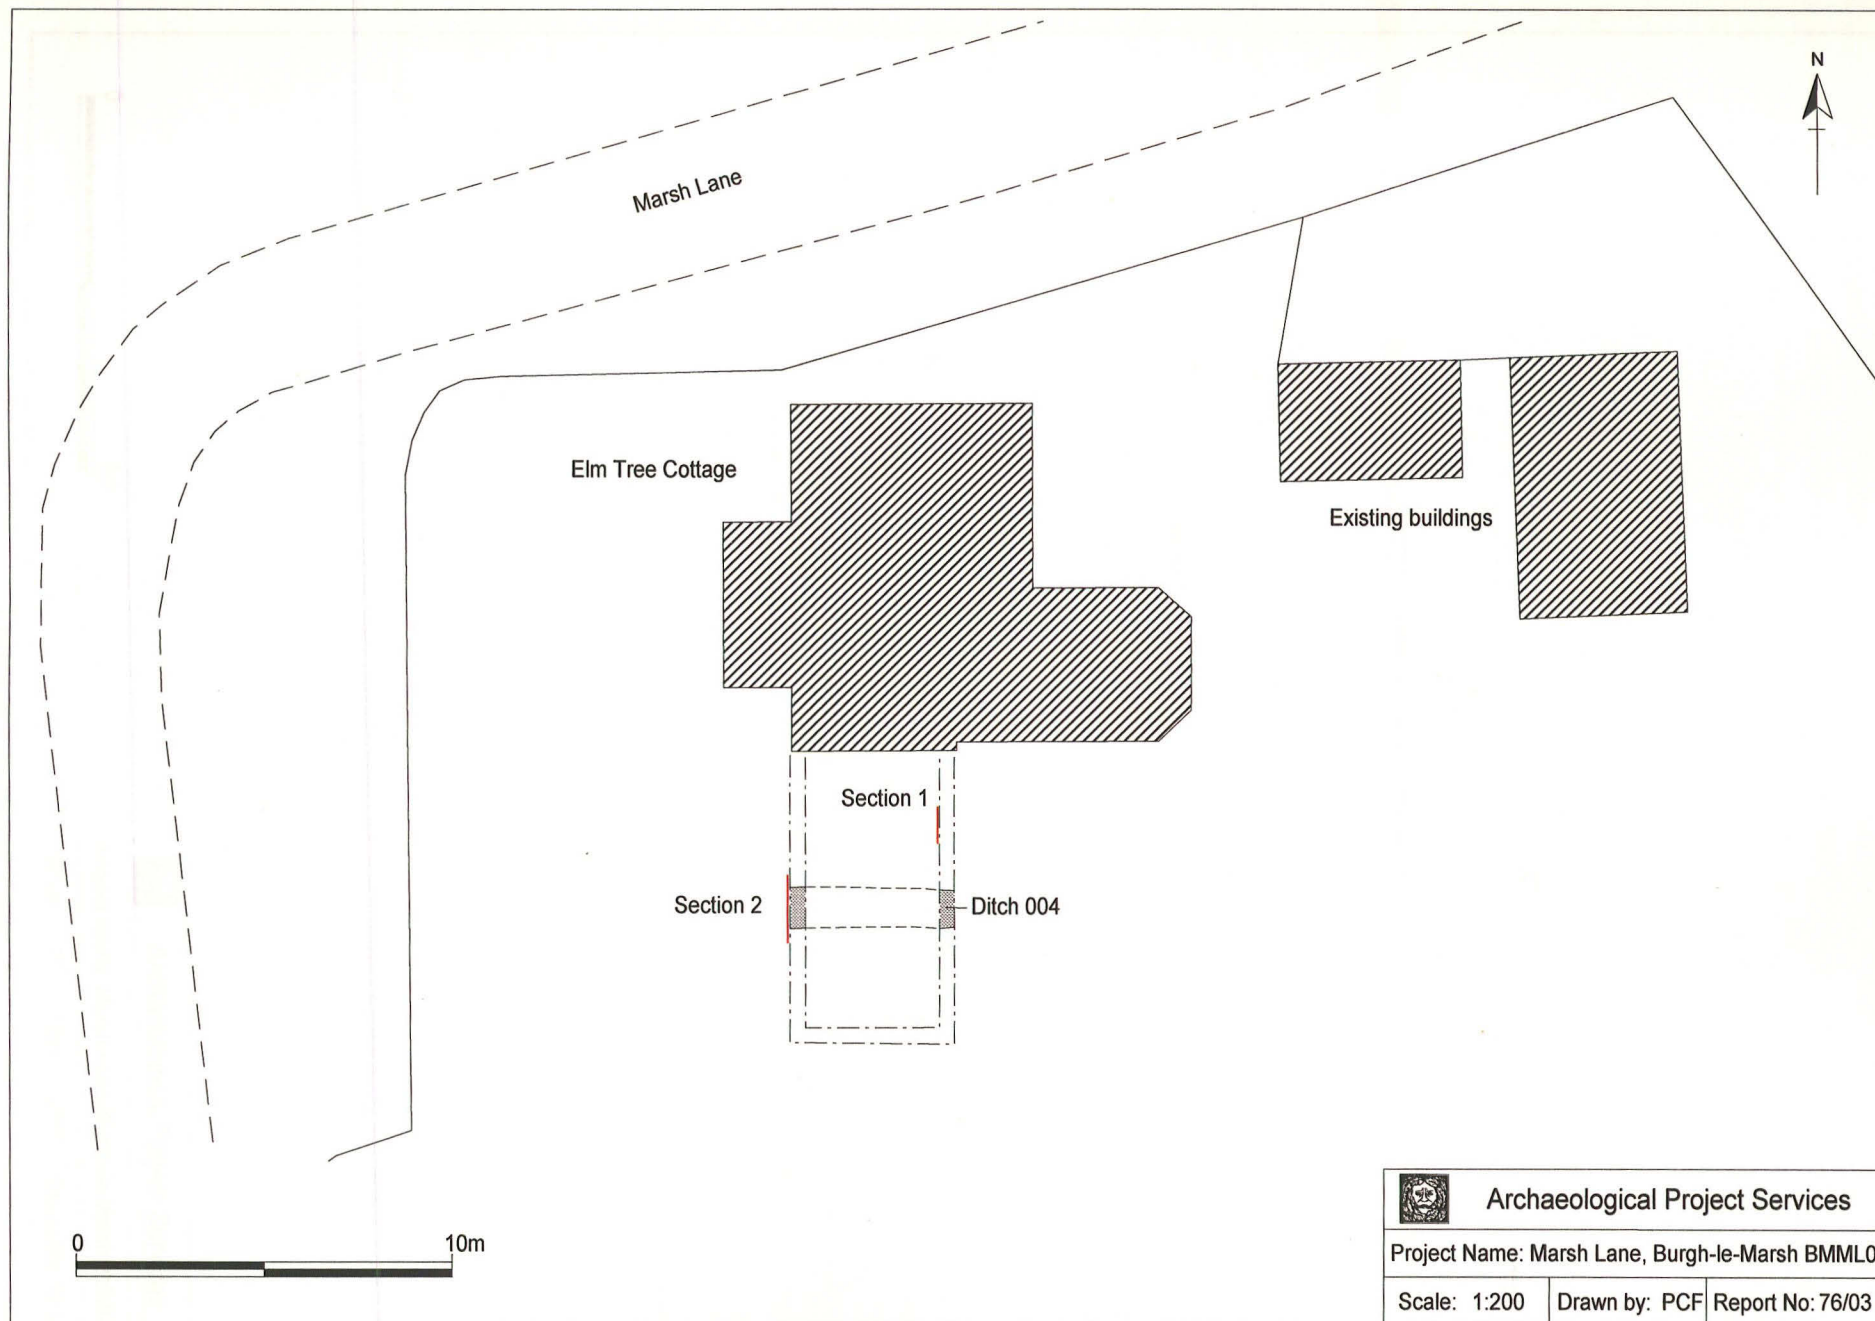 N
Marsh Lane
Elm Tree Cottage
Existing buildings
Section 1
Section 2
Ditch 004
0 10m
Archaeological Project Services
Project Name: Marsh Lane, Burgh-le-Marsh BMML0
Scale: 1:200 Drawn by: PCF Report No: 76/03